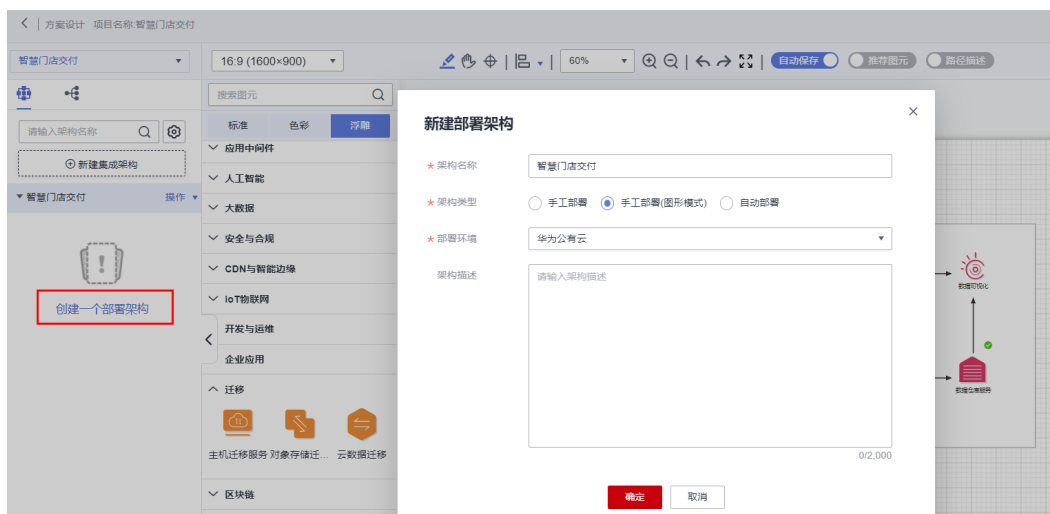 方案设计 项目名称:智慧门店交付
智慧门店交付
16:9 (1600×900)
60%
自动保存
推荐图元
路径描述
请输入架构名称
新建集成架构
智慧门店交付 操作
创建一个部署架构
搜索图元
标准 色彩 浮雕
应用中间件
人工智能
大数据
安全与合规
CDN与智能边缘
IoT物联网
开发与运维
企业应用
迁移
主机迁移服务 对象存储迁... 云数据迁移
区块链
新建部署架构
* 架构名称 智慧门店交付
* 架构类型 手工部署 手工部署(图形模式) 自动部署
* 部署环境 华为公有云
架构描述 请输入架构描述
0/2,000
确定 取消
数据可视化
数据仓库服务